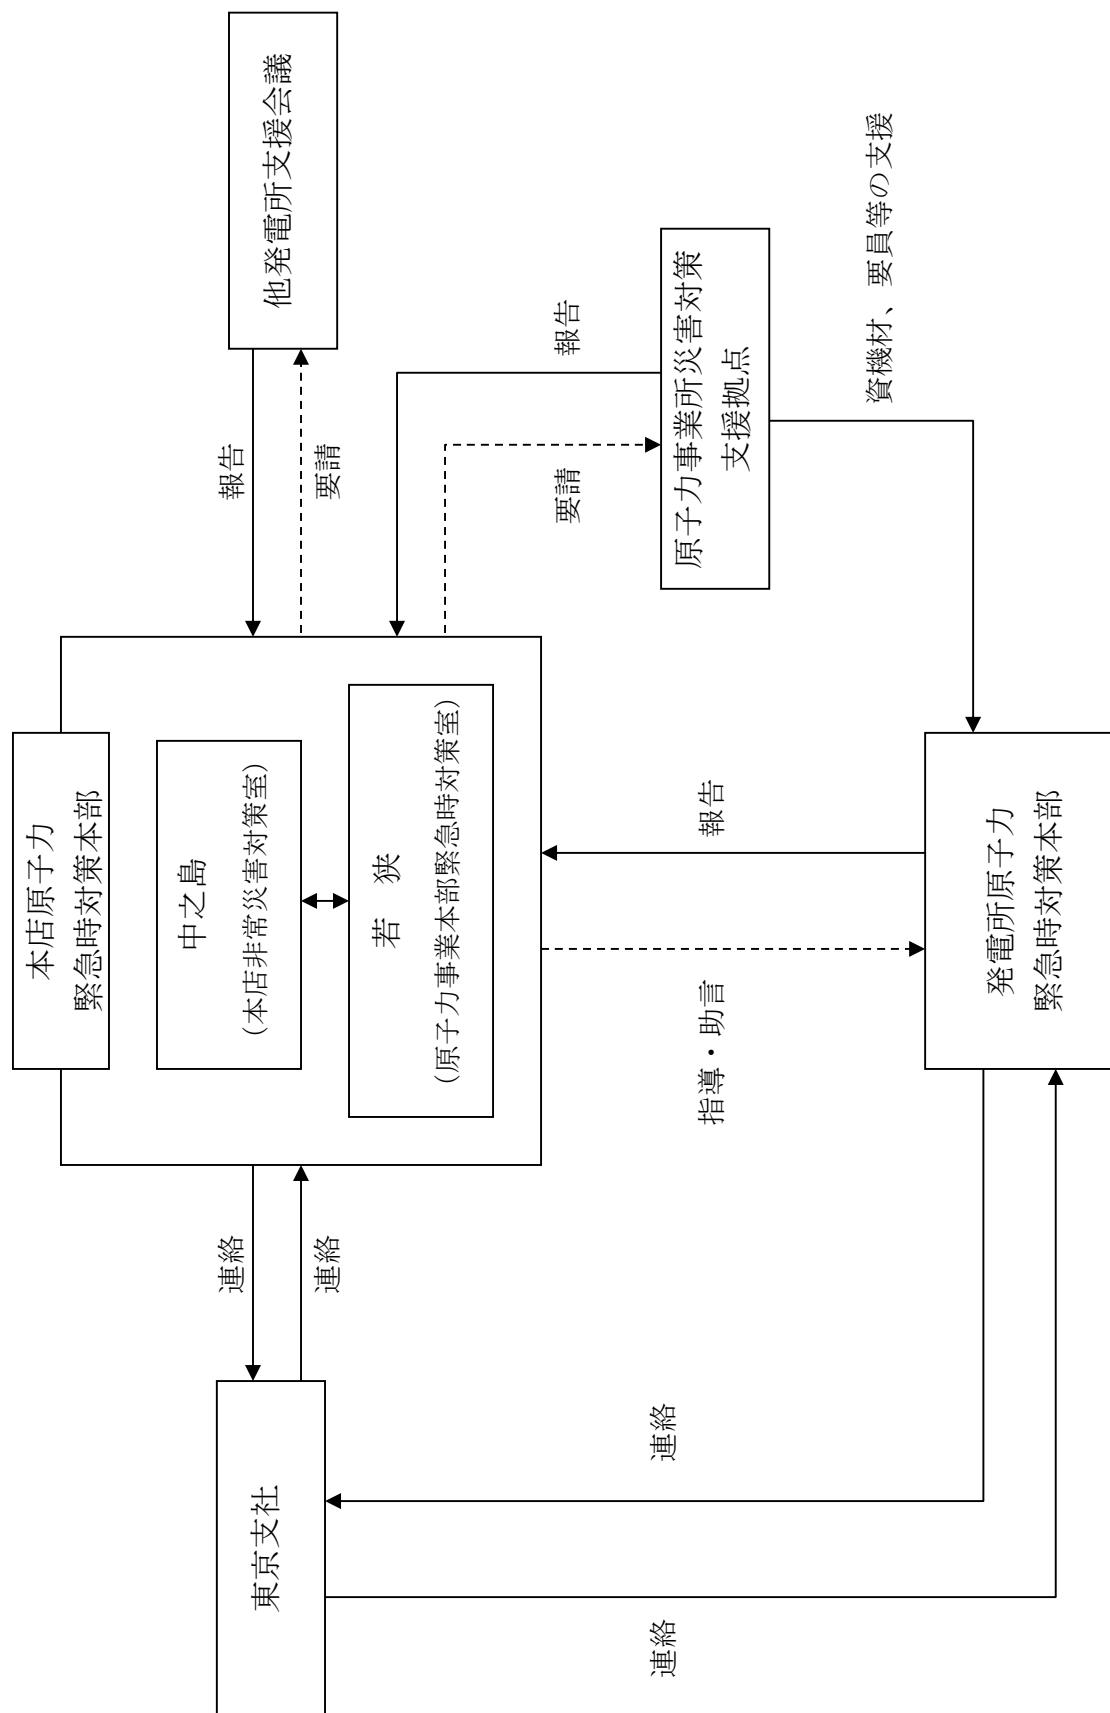 本店原子力
緊急時対策本部
中之島
(本店非常災害対策室)
若 狭
(原子力事業本部緊急時対策室)
東京支社
連絡
連絡
報告
要請
他発電所支援会議
報告
要請
原子力事業所災害対策
支援拠点
資機材、要員等の支援
連絡
連絡
指導・助言
報告
発電所原子力
緊急時対策本部